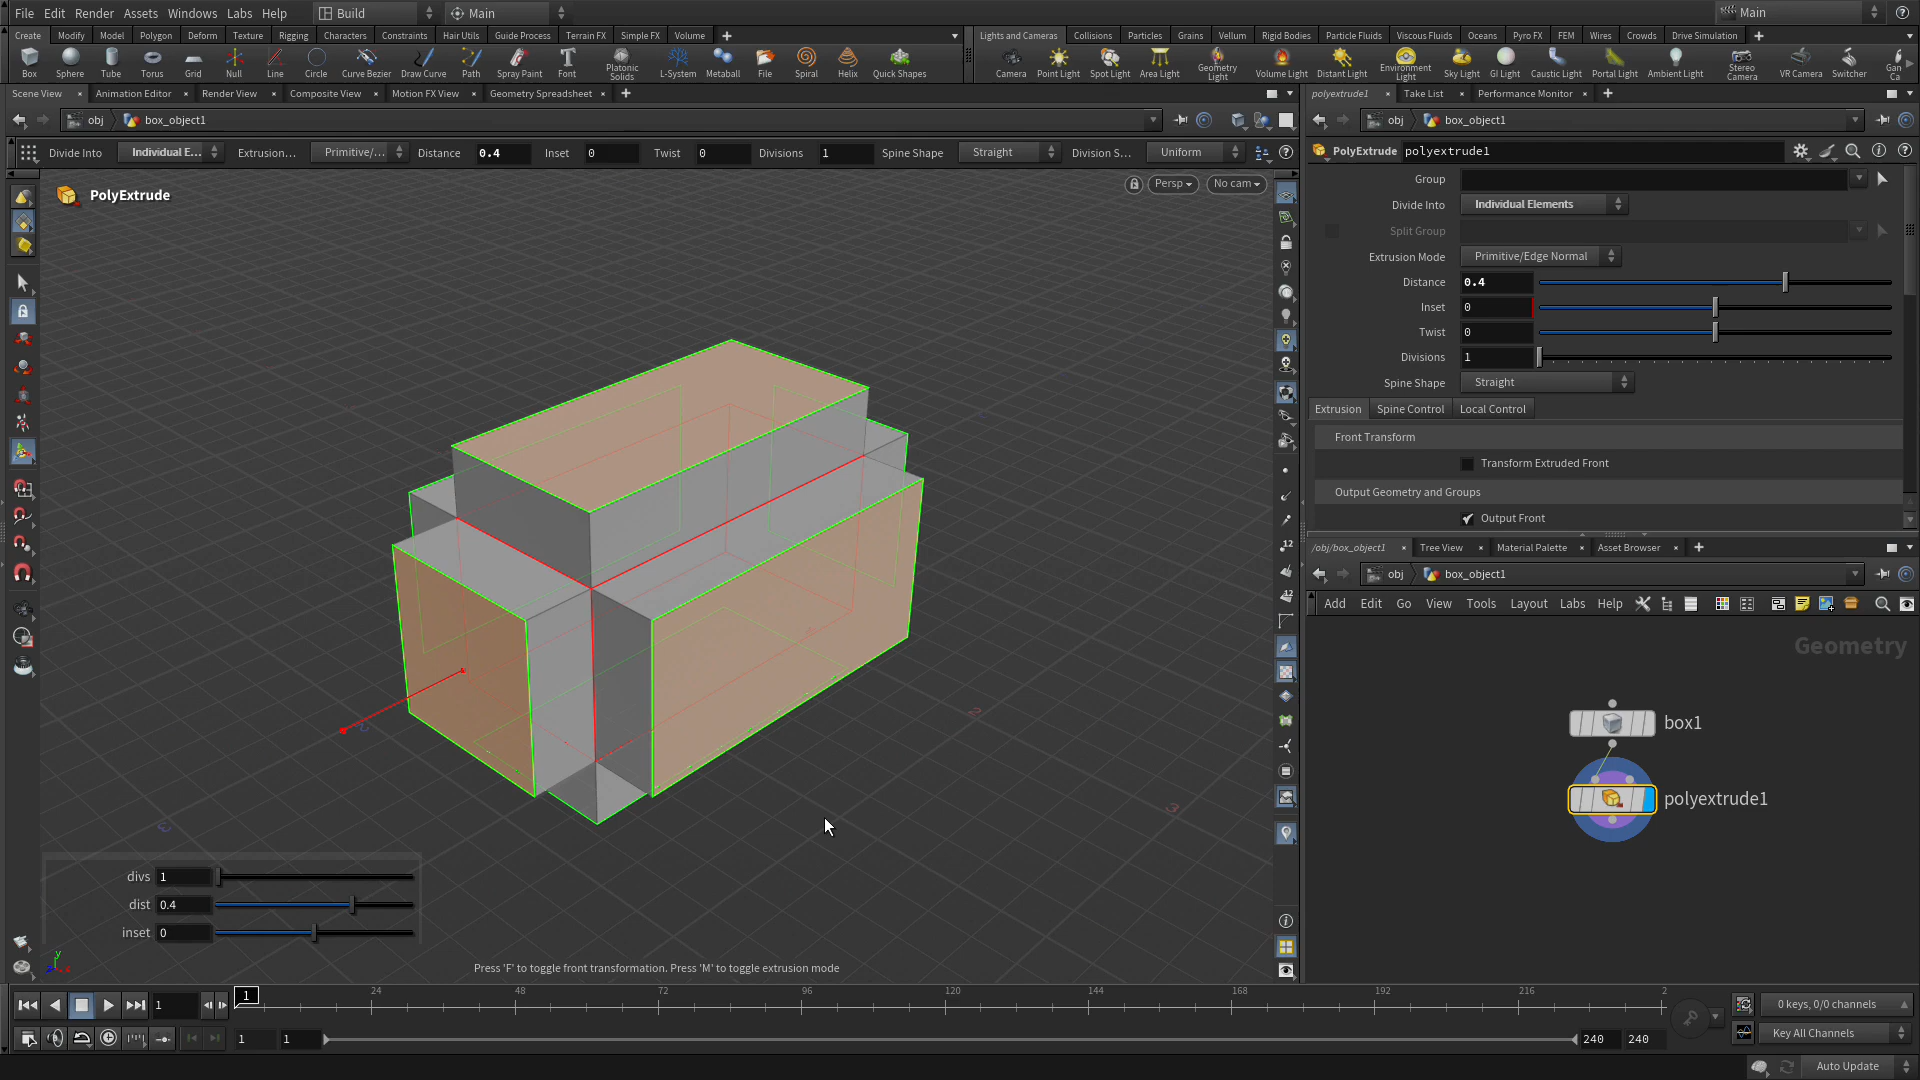 File Edit Render Assets Windows Labs Help Build Main Main
Create Modify Model Polygon Deform Texture Rigging Characters Constraints Hair Utils Guide Process Terrain FX Simple FX Volume
Lights and Cameras Collisions Particles Grains Vellum Rigid Bodies Particle Fluids Viscous Fluids Oceans Pyro FX FEM Wires Crowds Drive Simulation
Box Sphere Tube Torus Grid Null Line Circle Curve Bezier Draw Curve Path Spray Paint Font Platonic Solids L-System Metaball File Spiral Helix Quick Shapes
Camera Point Light Spot Light Area Light Geometry Light Volume Light Distant Light Environment Light Sky Light GI Light Caustic Light Portal Light Ambient Light Stereo Camera VR Camera Switcher Gan Ca
Scene View Animation Editor Render View Composite View Motion FX View Geometry Spreadsheet
polyextrude1 Take List Performance Monitor
obj box_object1
obj box_object1
Divide Into Individual E... Extrusion... Primitive/... Distance 0.4 Inset 0 Twist 0 Divisions 1 Spine Shape Straight Division S... Uniform
PolyExtrude polyextrude1
PolyExtrude
Persp No cam
Group
Divide Into Individual Elements
Split Group
Extrusion Mode Primitive/Edge Normal
Distance 0.4
Inset 0
Twist 0
Divisions 1
Spine Shape Straight
Extrusion Spine Control Local Control
Front Transform
Transform Extruded Front
Output Geometry and Groups
Output Front
/obj/box_object1 Tree View Material Palette Asset Browser
obj box_object1
Add Edit Go View Tools Layout Labs Help
Geometry
box1
polyextrude1
divs 1
dist 0.4
inset 0
Press 'F' to toggle front transformation. Press 'M' to toggle extrusion mode
1 1 24 48 72 96 120 144 168 192 216 2
0 keys, 0/0 channels
1 1 240 240
Key All Channels
Auto Update